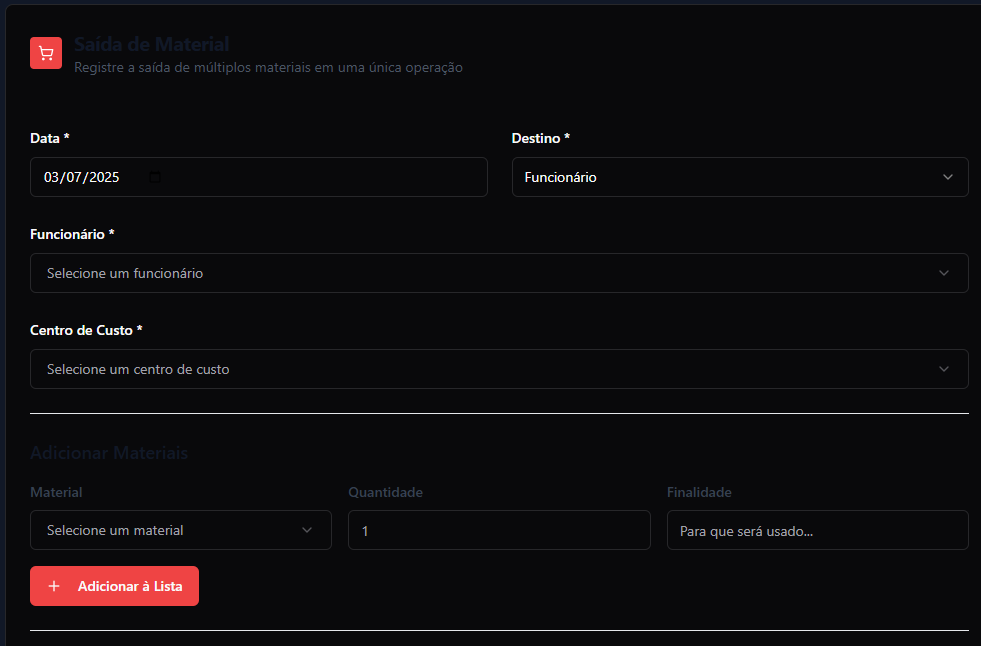 Saída de Material
Registre a saída de múltiplos materiais em uma única operação
Data *
Destino *
03/07/2025
Funcionário
Funcionário *
Selecione um funcionário
Centro de Custo *
Selecione um centro de custo
Adicionar Materiais
Material
Quantidade
Finalidade
Selecione um material
1
Para que será usado...
Adicionar à Lista